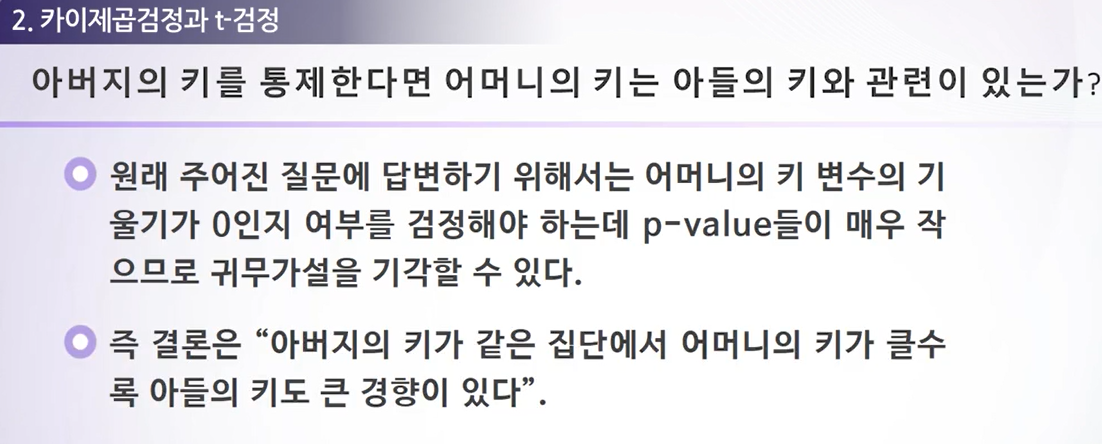 2. 카이제곱검정과 t-검정
아버지의 키를 통제한다면 어머니의 키는 아들의 키와 관련이 있는가?
원래 주어진 질문에 답변하기 위해서는 어머니의 키 변수의 기
울기가 0인지 여부를 검정해야 하는데 p-value들이 매우 작
으므로 귀무가설을 기각할 수 있다.
즉 결론은 “아버지의 키가 같은 집단에서 어머니의 키가 클수
록 아들의 키도 큰 경향이 있다”.